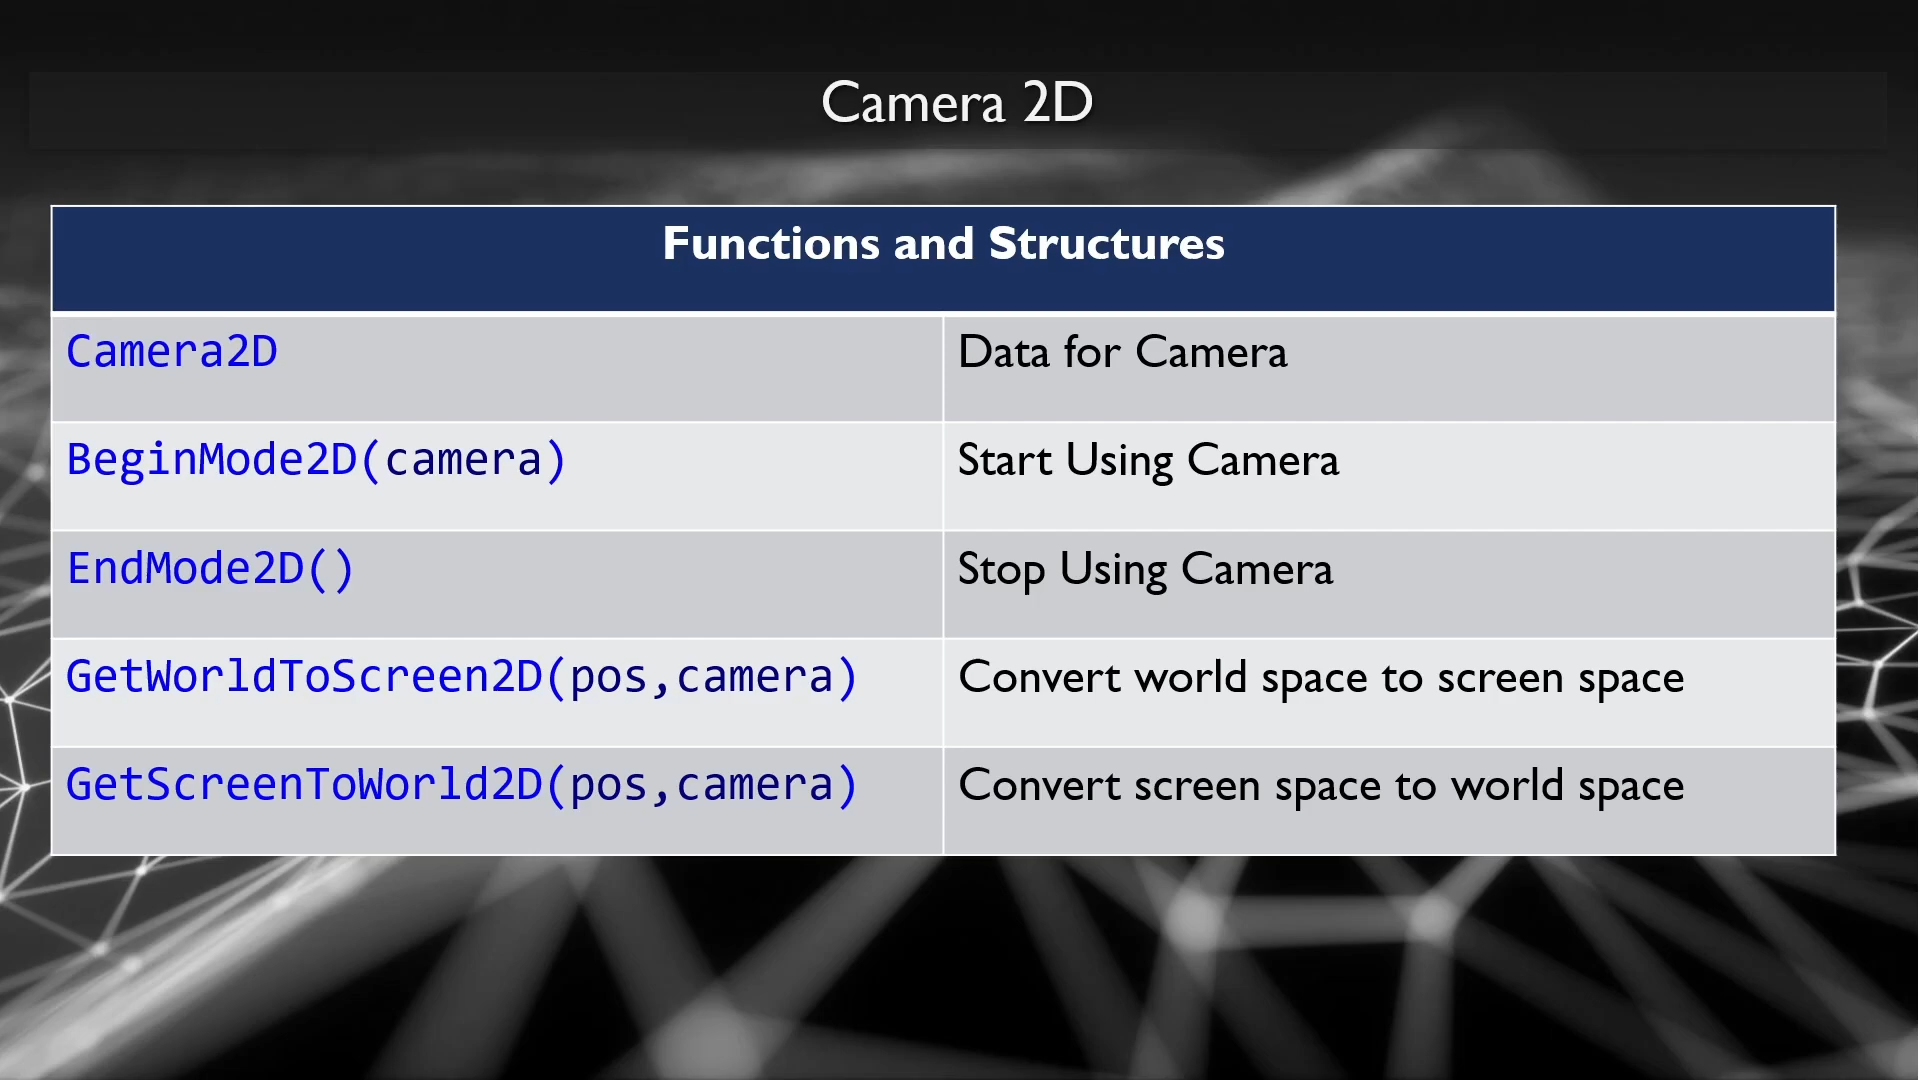 Camera 2D
Functions and Structures
Camera2D
Data for Camera
BeginMode2D(camera)
Start Using Camera
EndMode2D()
Stop Using Camera
GetWorldToScreen2D(pos,camera)
Convert world space to screen space
GetScreenToWorld2D(pos,camera)
Convert screen space to world space